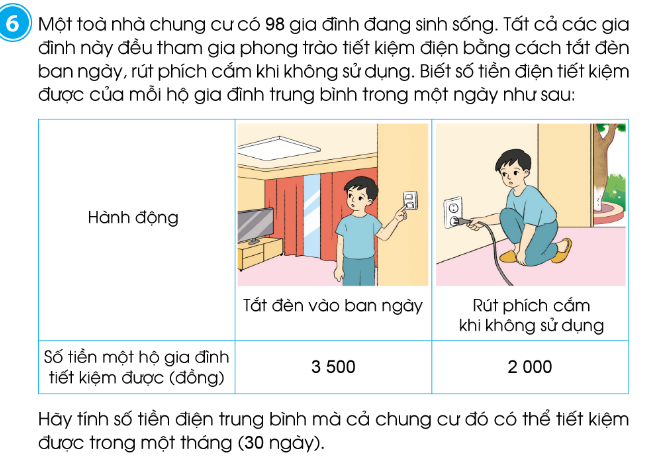 6
Một toà nhà chung cư có 98 gia đình đang sinh sống. Tất cả các gia
đình này đều tham gia phong trào tiết kiệm điện bằng cách tắt đèn
ban ngày, rút phích cắm khi không sử dụng. Biết số tiền điện tiết kiệm
được của mỗi hộ gia đình trung bình trong một ngày như sau:
Hành động
Tắt đèn vào ban ngày
Rút phích cắm
khi không sử dụng
Số tiền một hộ gia đình
tiết kiệm được (đồng)
3 500
2 000
Hãy tính số tiền điện trung bình mà cả chung cư đó có thể tiết kiệm
được trong một tháng (30 ngày).